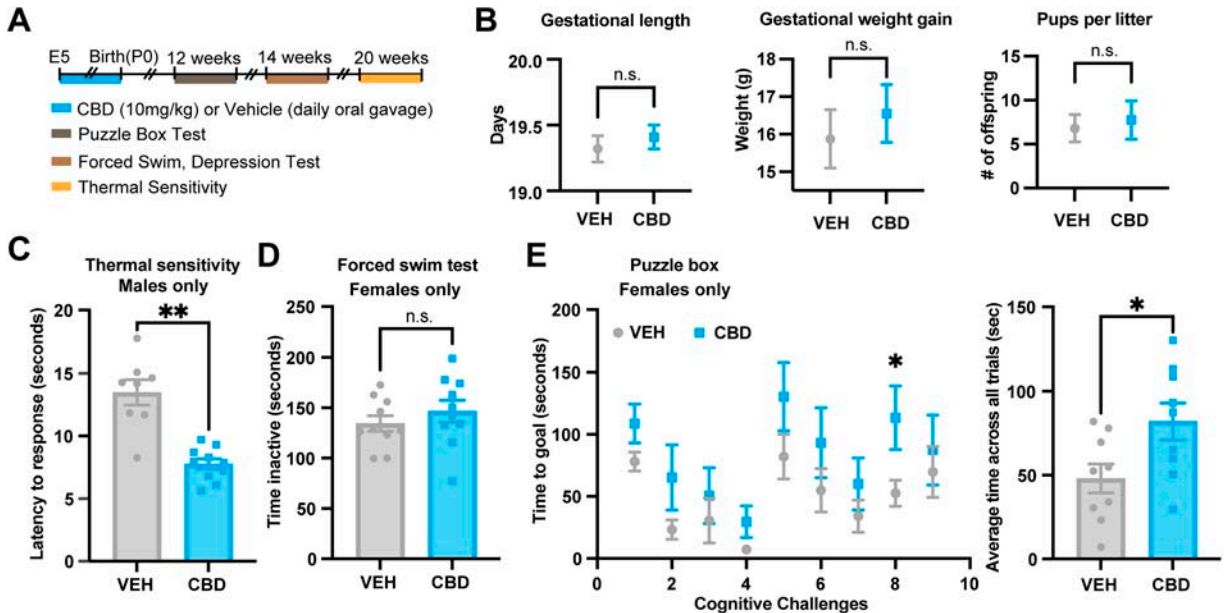 A
E5 Birth(P0) 12 weeks 14 weeks 20 weeks
CBD (10mg/kg) or Vehicle (daily oral gavage)
Puzzle Box Test
Forced Swim, Depression Test
Thermal Sensitivity
B
Gestational length
n.s.
20.0
19.5
19.0
Days
VEH CBD
Gestational weight gain
n.s.
18
17
16
15
Weight (g)
VEH CBD
Pups per litter
n.s.
15
10
5
0
# of offspring
VEH CBD
C
Thermal sensitivity
Males only
**
20
15
10
5
0
Latency to response (seconds)
VEH CBD
D
Forced swim test
Females only
n.s.
250
200
150
100
50
0
Time inactive (seconds)
VEH CBD
E
Puzzle box
Females only
VEH CBD
*
200
150
100
50
0
Time to goal (seconds)
0 2 4 6 8 10
Cognitive Challenges
*
150
100
50
0
Average time across all trials (sec)
VEH CBD